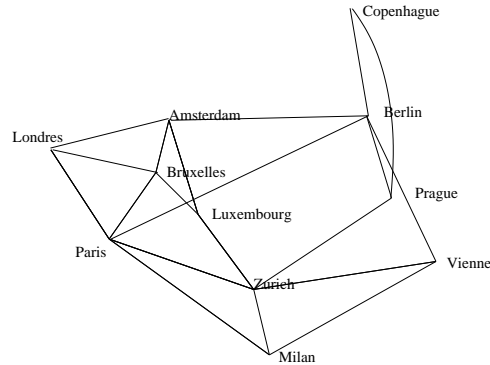 Copenhague
Amsterdam
Berlin
Londres
Bruxelles
Prague
Luxembourg
Paris
Vienne
Zurich
Milan